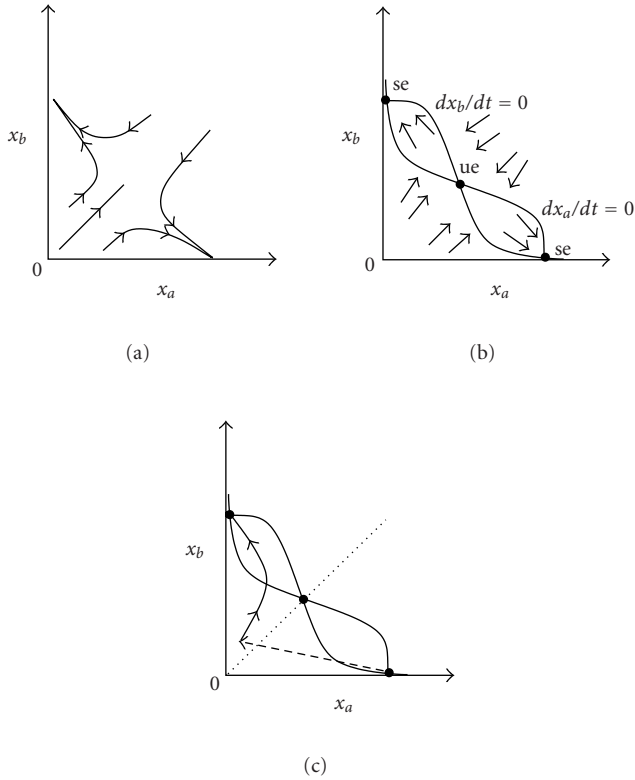 x_b
0
x_a
(a)
se
dx_b/dt = 0
x_b
ue
dx_a/dt = 0
se
0
x_a
(b)
x_b
0
x_a
(c)